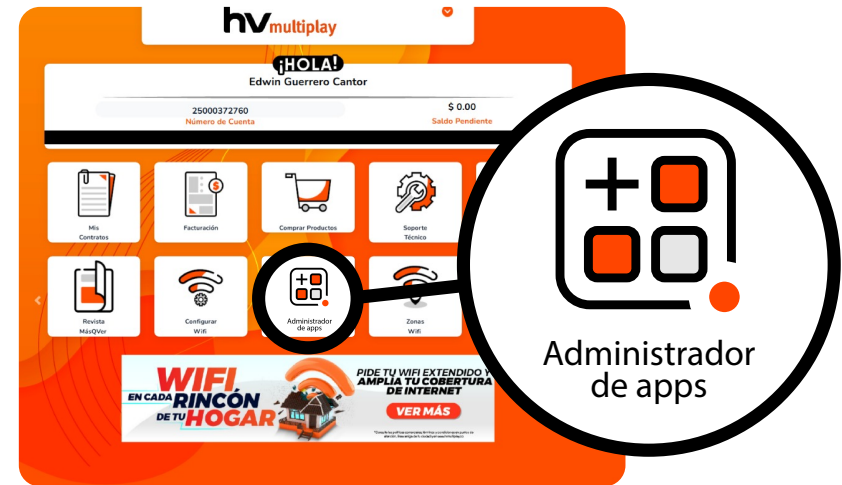 hv multiplay
¡HOLA!
Edwin Guerrero Cantor
25000372760
Número de Cuenta
$ 0.00
Saldo Pendiente
Mis
Contratos
Facturación
Comprar Productos
Soporte
Técnico
Revista
MásQVer
Configurar
Wifi
Administrador
de apps
Zonas
Wifi
Administrador
de apps
WIFI
EN CADA RINCÓN
DE TU HOGAR
PIDE TU WIFI EXTENDIDO Y
AMPLÍA TU COBERTURA
DE INTERNET
VER MÁS